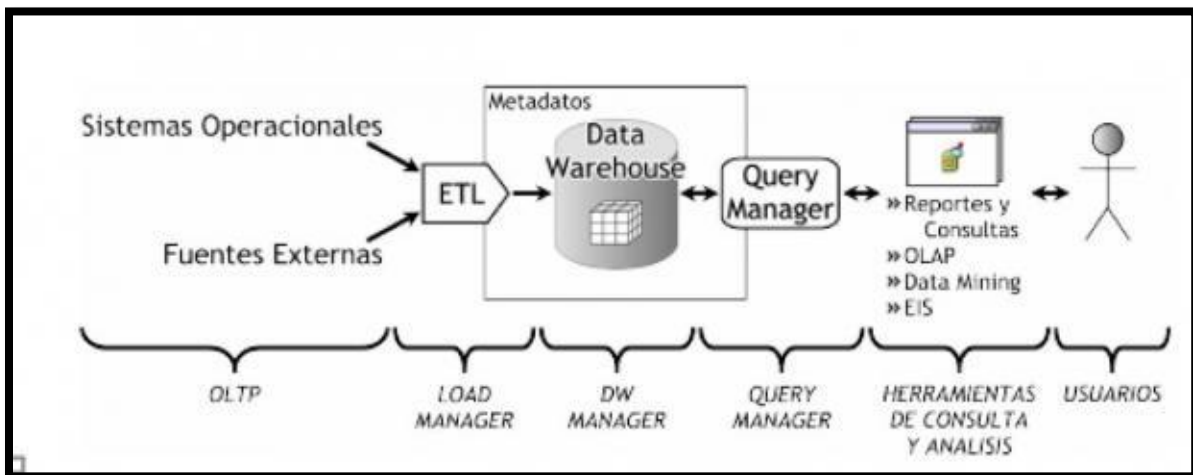 Metadatos
Sistemas Operacionales
Fuentes Externas
ETL
Data
Warehouse
Query
Manager
» Reportes y
Consultas
» OLAP
» Data Mining
» EIS
OLTP
LOAD
MANAGER
DW
MANAGER
QUERY
MANAGER
HERRAMIENTAS
DE CONSULTA
Y ANALISIS
USUARIOS